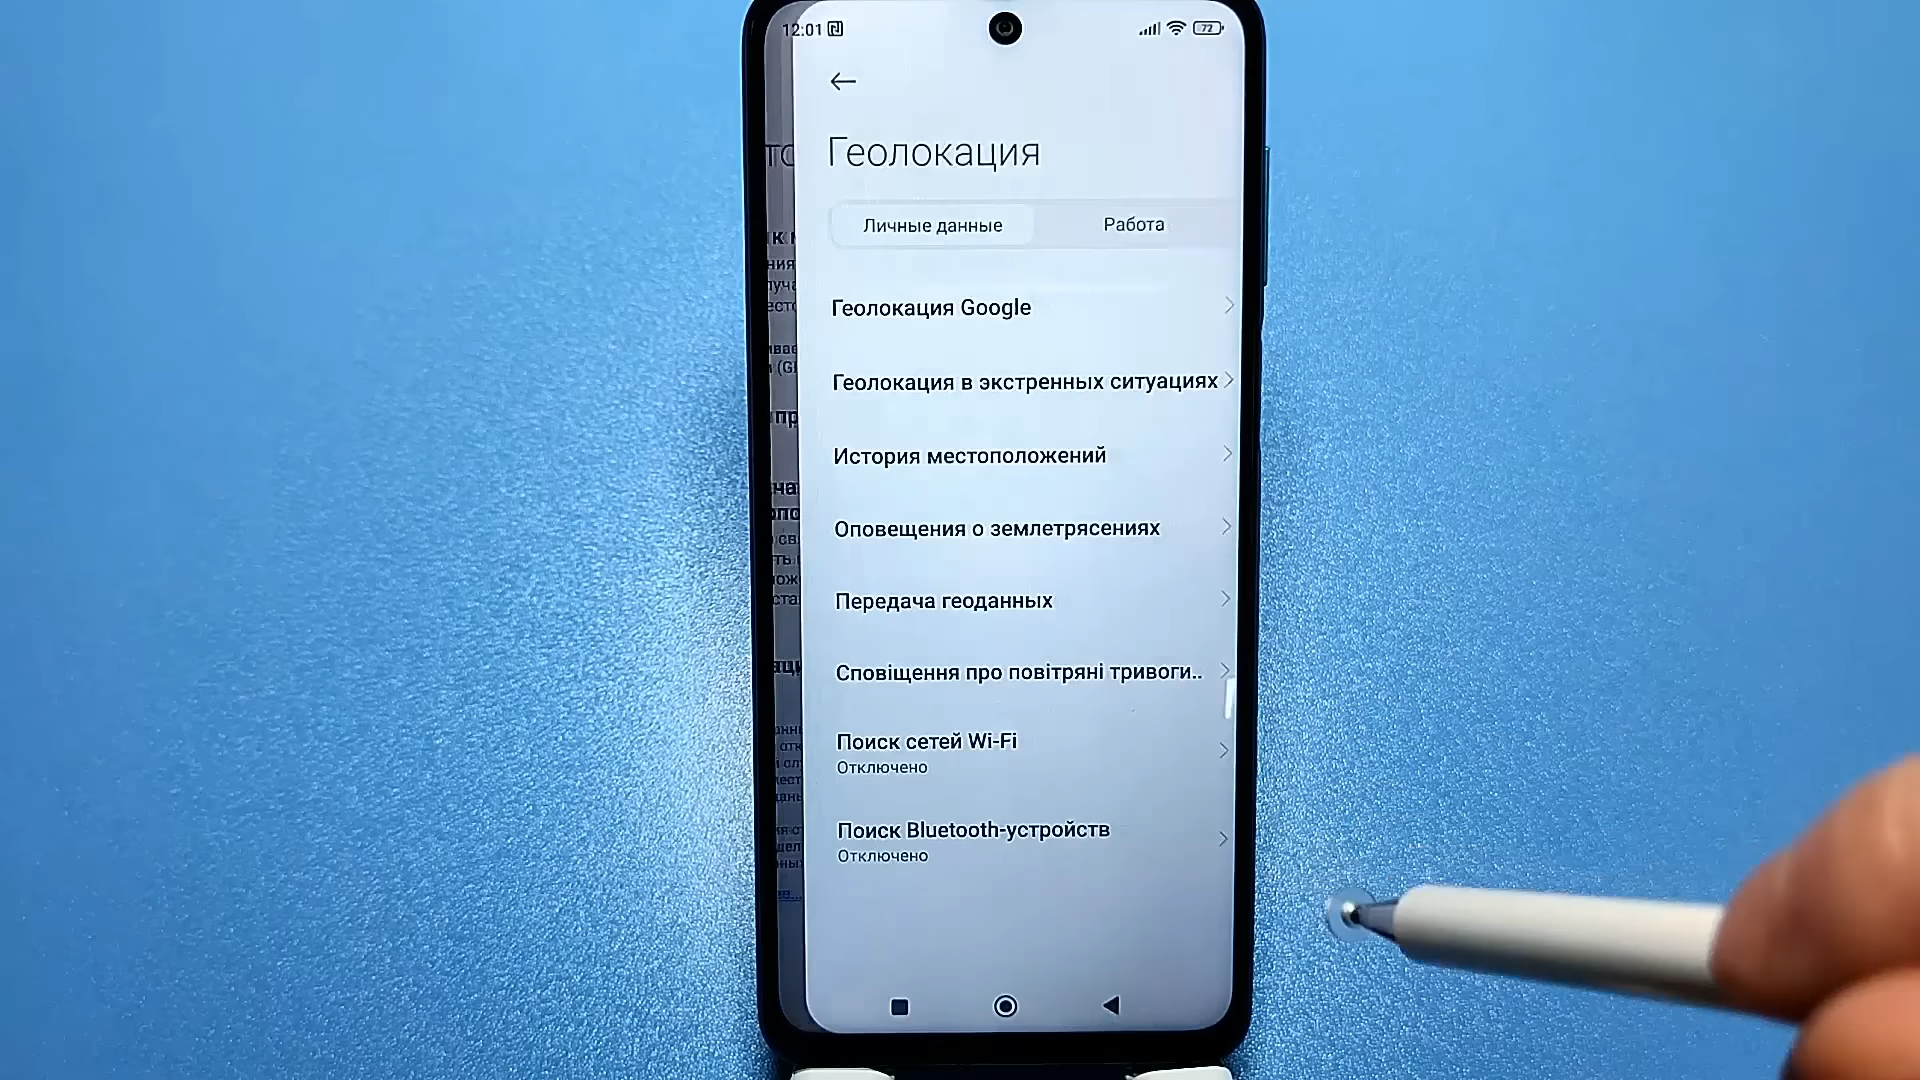 12:01
72
Геолокация
Личные данные
Работа
Геолокация Google
Геолокация в экстренных ситуациях
История местоположений
Оповещения о землетрясениях
Передача геоданных
Сповіщення про повітряні тривоги..
Поиск сетей Wi-Fi
Отключено
Поиск Bluetooth-устройств
Отключено